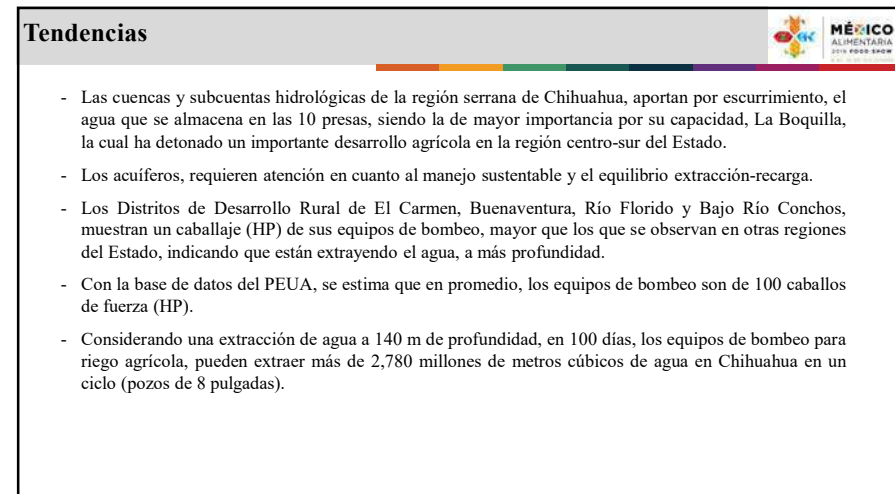 Tendencias
MÉXICO
ALIMENTARIA
2018 FOOD SHOW
- Las cuencas y subcuentas hidrológicas de la región serrana de Chihuahua, aportan por escurrimiento, el
agua que se almacena en las 10 presas, siendo la de mayor importancia por su capacidad, La Boquilla,
la cual ha detonado un importante desarrollo agrícola en la región centro-sur del Estado.
- Los acuíferos, requieren atención en cuanto al manejo sustentable y el equilibrio extracción-recarga.
- Los Distritos de Desarrollo Rural de El Carmen, Buenaventura, Río Florido y Bajo Río Conchos,
muestran un caballaje (HP) de sus equipos de bombeo, mayor que los que se observan en otras regiones
del Estado, indicando que están extrayendo el agua, a más profundidad.
- Con la base de datos del PEUA, se estima que en promedio, los equipos de bombeo son de 100 caballos
de fuerza (HP).
- Considerando una extracción de agua a 140 m de profundidad, en 100 días, los equipos de bombeo para
riego agrícola, pueden extraer más de 2,780 millones de metros cúbicos de agua en Chihuahua en un
ciclo (pozos de 8 pulgadas).